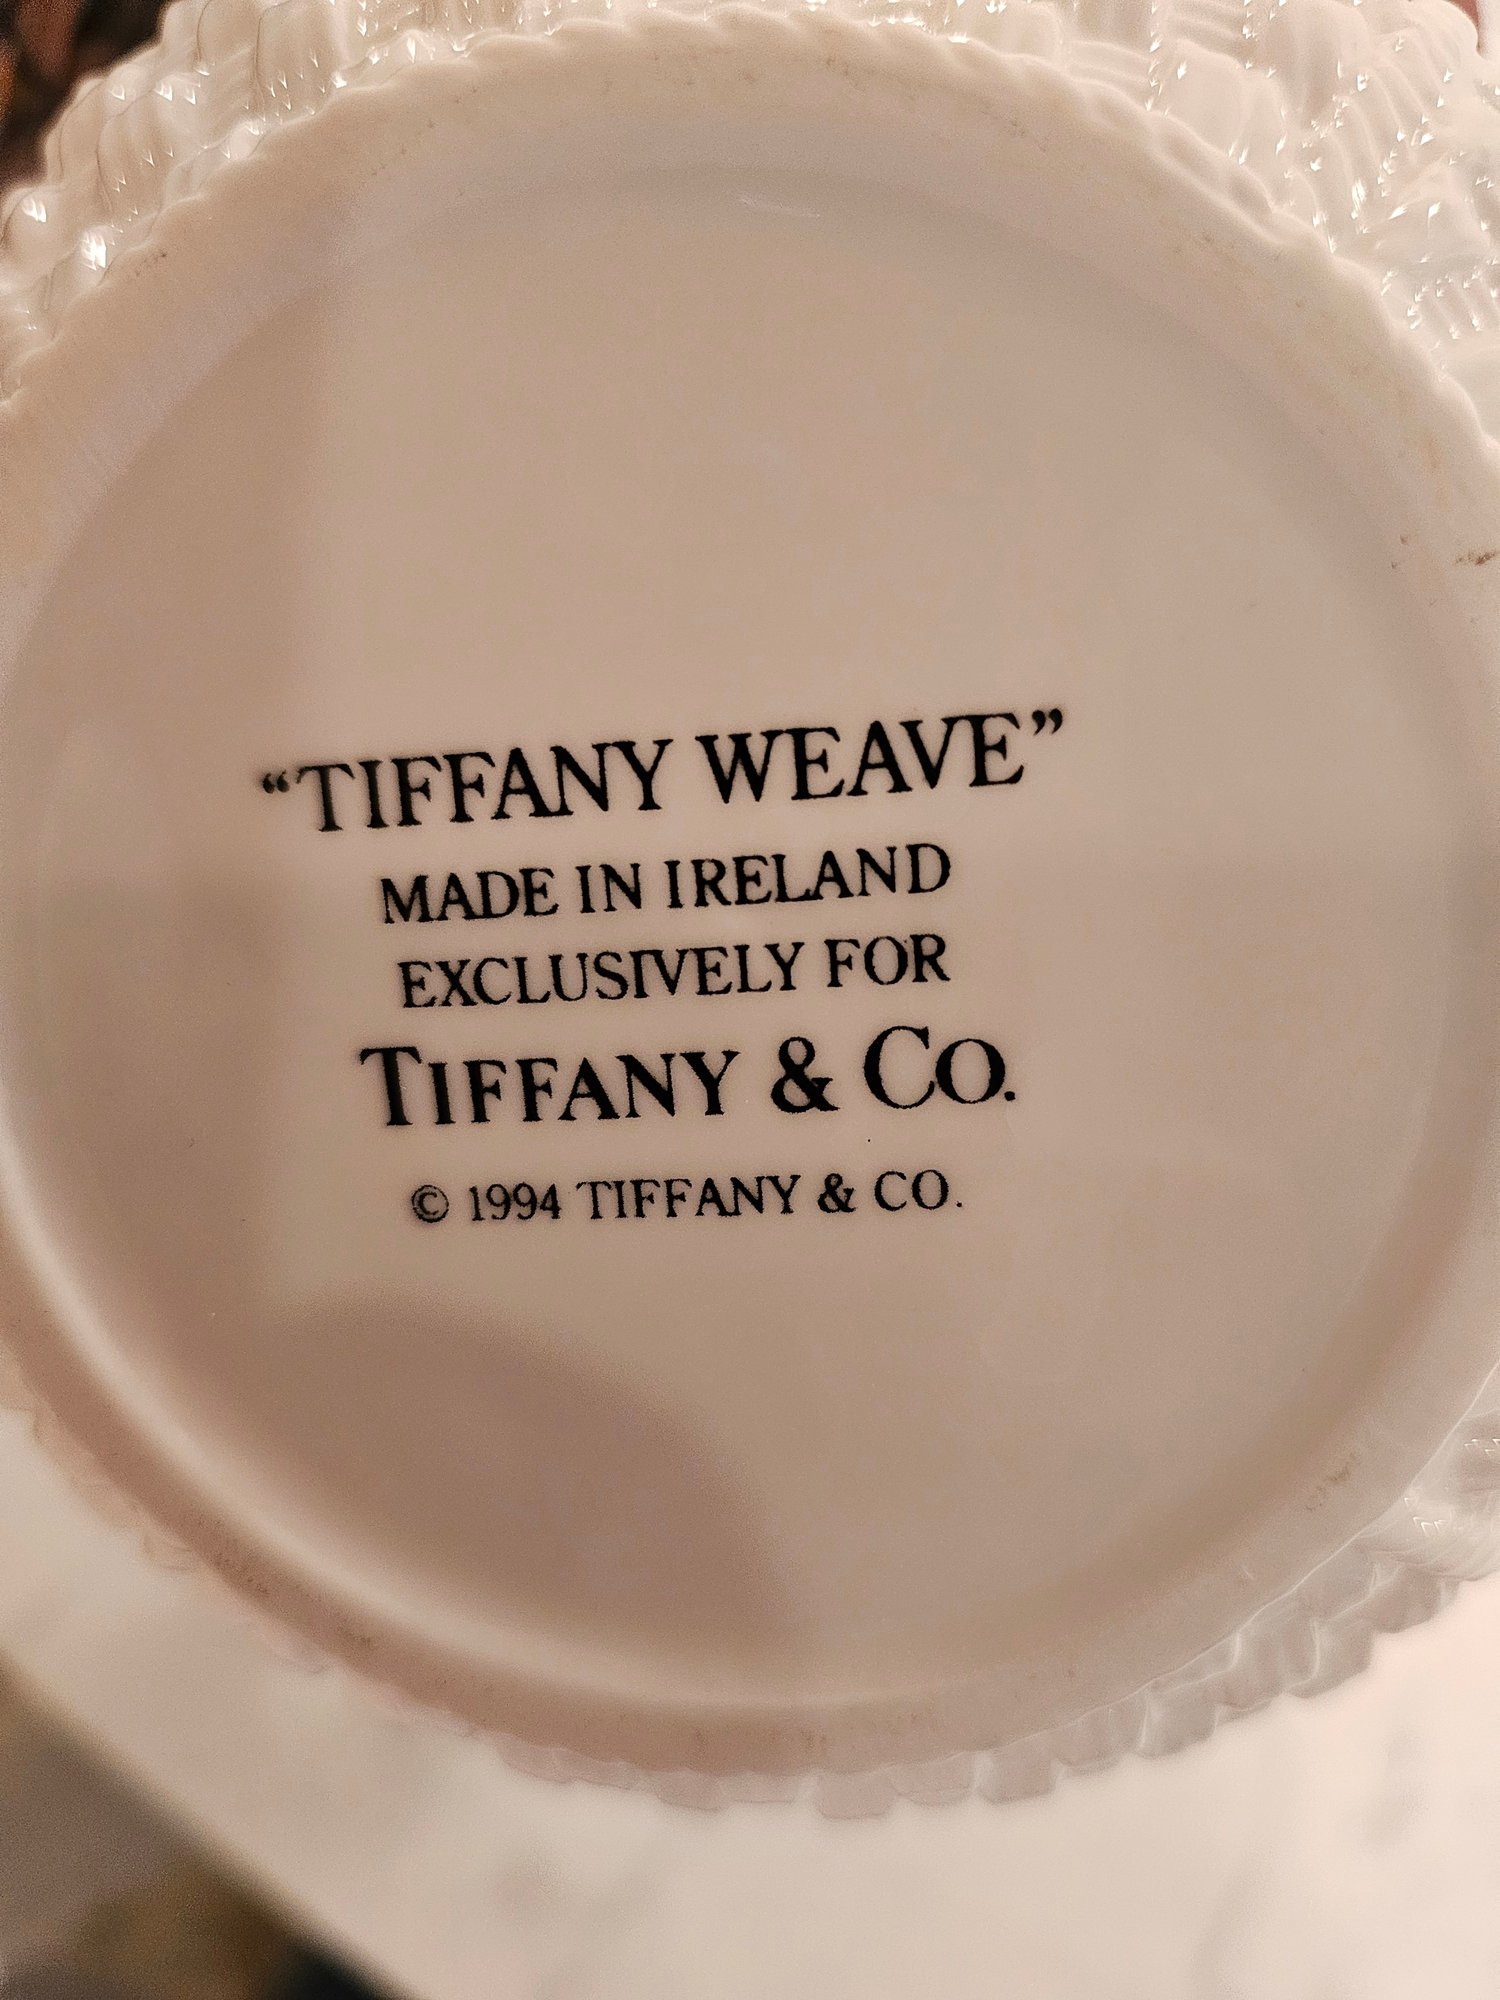 “TIFFANY WEAVE”
MADE IN IRELAND
EXCLUSIVELY FOR
TIFFANY & CO.
© 1994 TIFFANY & CO.